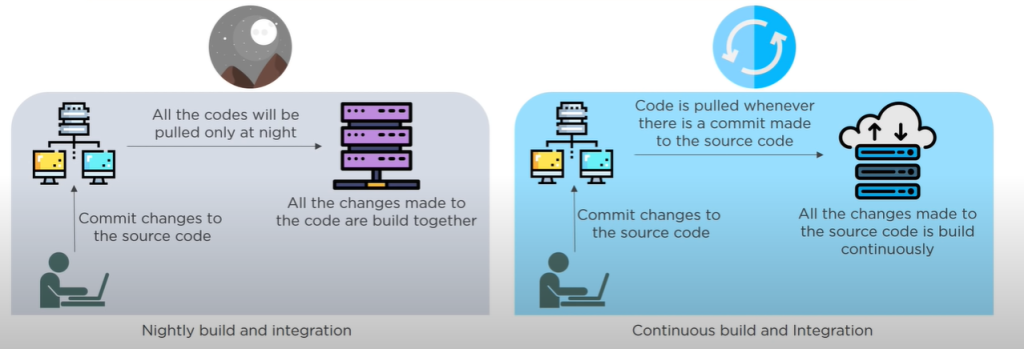 All the codes will be
pulled only at night
All the changes made to
the code are build together
Commit changes to
the source code
Nightly build and integration
Code is pulled whenever
there is a commit made
to the source code
All the changes made to
the source code is build
continuously
Commit changes to
the source code
Continuous build and Integration